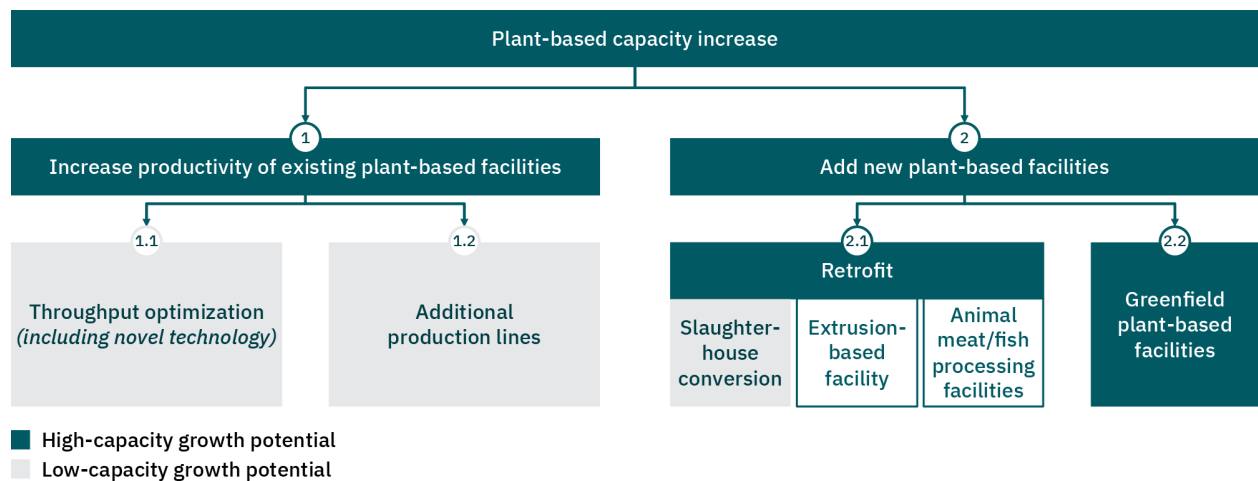 Plant-based capacity increase
1
2
Increase productivity of existing plant-based facilities
Add new plant-based facilities
1.1
1.2
2.1
2.2
Throughput optimization
(including novel technology)
Additional
production lines
Retrofit
Slaughter-
house
conversion
Extrusion-
based
facility
Animal
meat/fish
processing
facilities
Greenfield
plant-based
facilities
High-capacity growth potential
Low-capacity growth potential